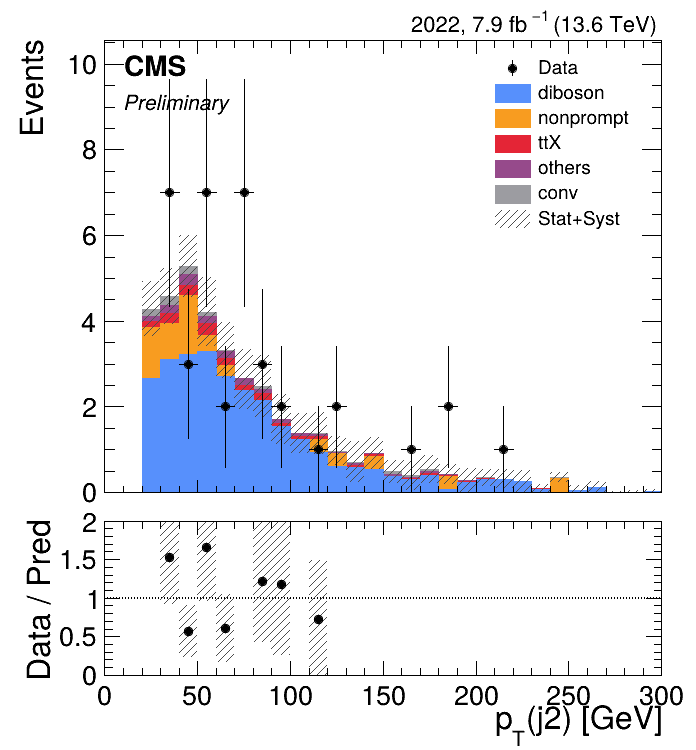 2022, 7.9 fb⁻¹ (13.6 TeV)
CMS
Preliminary
Events
10
8
6
4
2
0
Data
diboson
nonprompt
ttX
others
conv
Stat+Syst
Data / Pred
2
1.5
1
0.5
0
0 50 100 150 200 250 300
p_T(j2) [GeV]